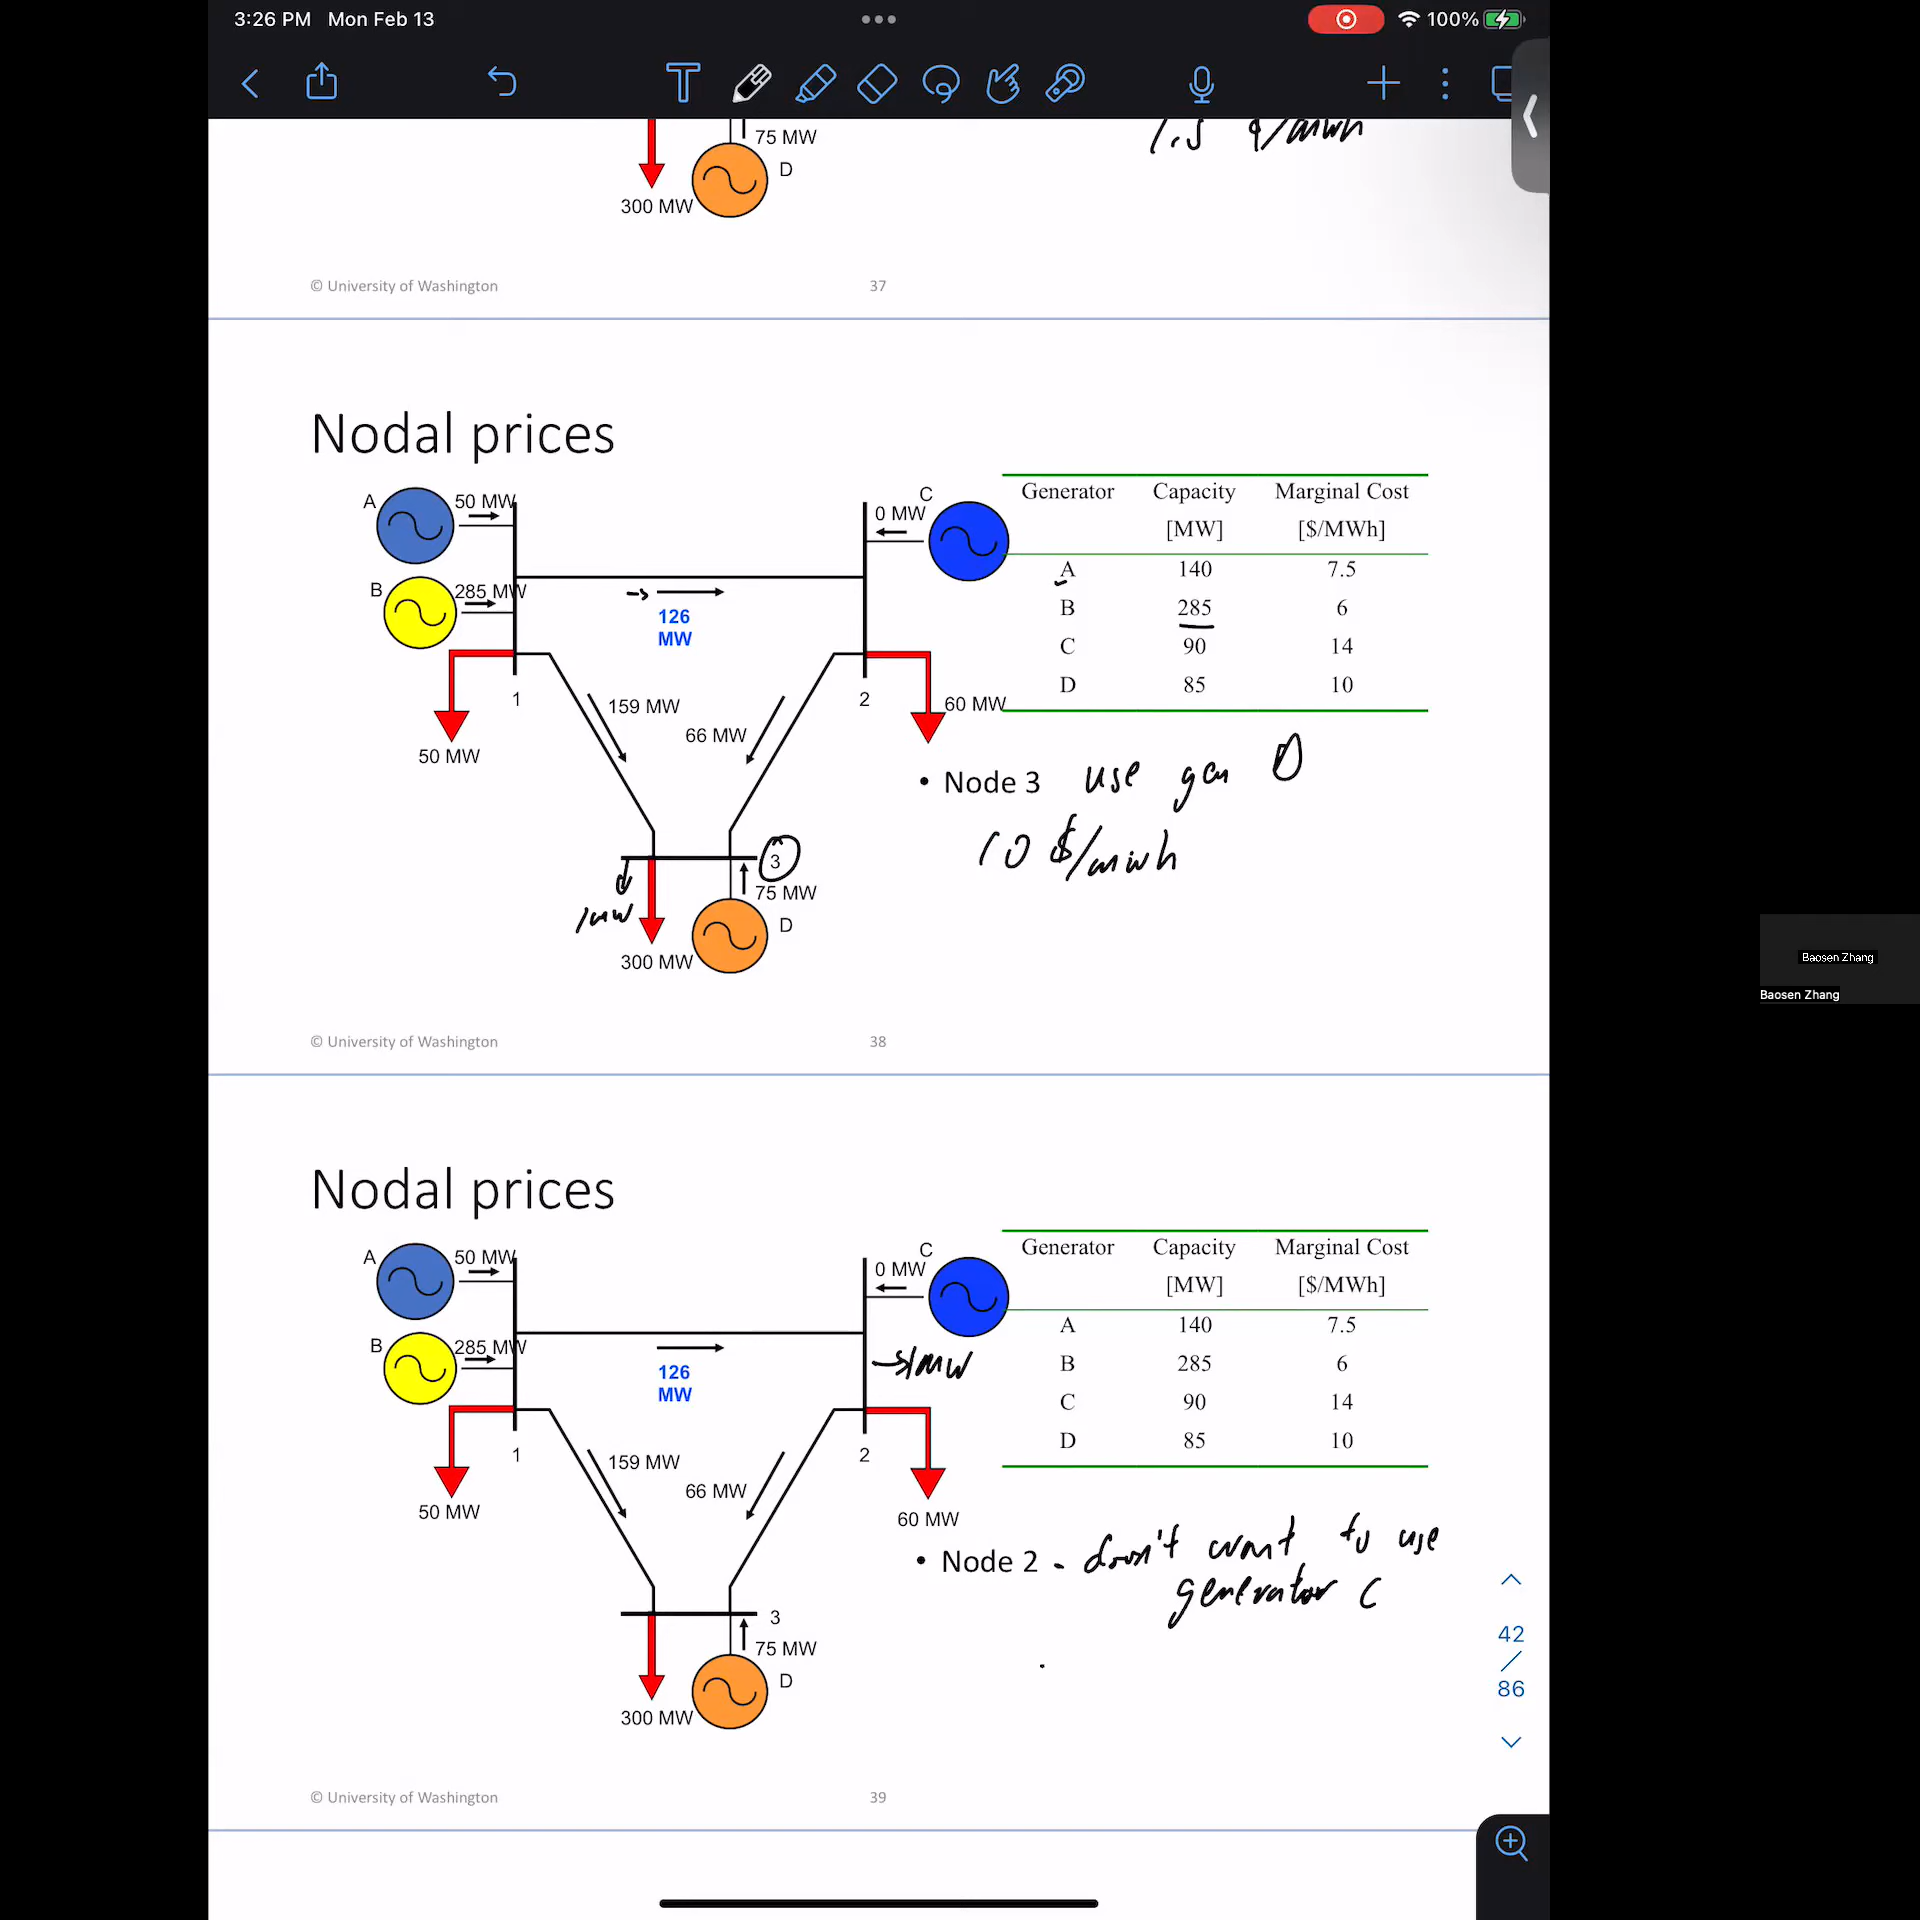 3:26 PM Mon Feb 13
100%
1.5 $/mwh
75 MW
D
300 MW
© University of Washington
37
Nodal prices
A
50 MW
B
285 MW
126
MW
C
0 MW
1
2
50 MW
60 MW
159 MW
66 MW
3
1MW
75 MW
D
300 MW
Generator Capacity Marginal Cost
[MW] [$/MWh]
A 140 7.5
B 285 6
C 90 14
D 85 10
• Node 3 use gen D
10 $/mwh
© University of Washington
38
Nodal prices
A
50 MW
B
285 MW
126
MW
C
0 MW
1MW
1
2
50 MW
60 MW
159 MW
66 MW
3
75 MW
D
300 MW
Generator Capacity Marginal Cost
[MW] [$/MWh]
A 140 7.5
B 285 6
C 90 14
D 85 10
• Node 2 - don't want to use
generator C
© University of Washington
39
42
/
86
Baosen Zhang
Baosen Zhang